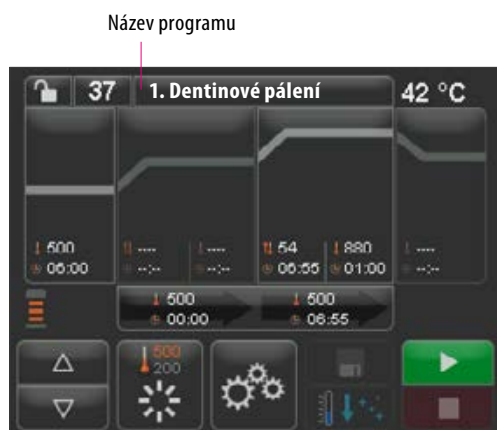 Název programu
37 1. Dentinové pálení 42 °C
500 ---- ---- 54 880 ----
06:00 --:-- --:-- 06:55 01:00 --:--
500 500
00:00 06:55
500
200